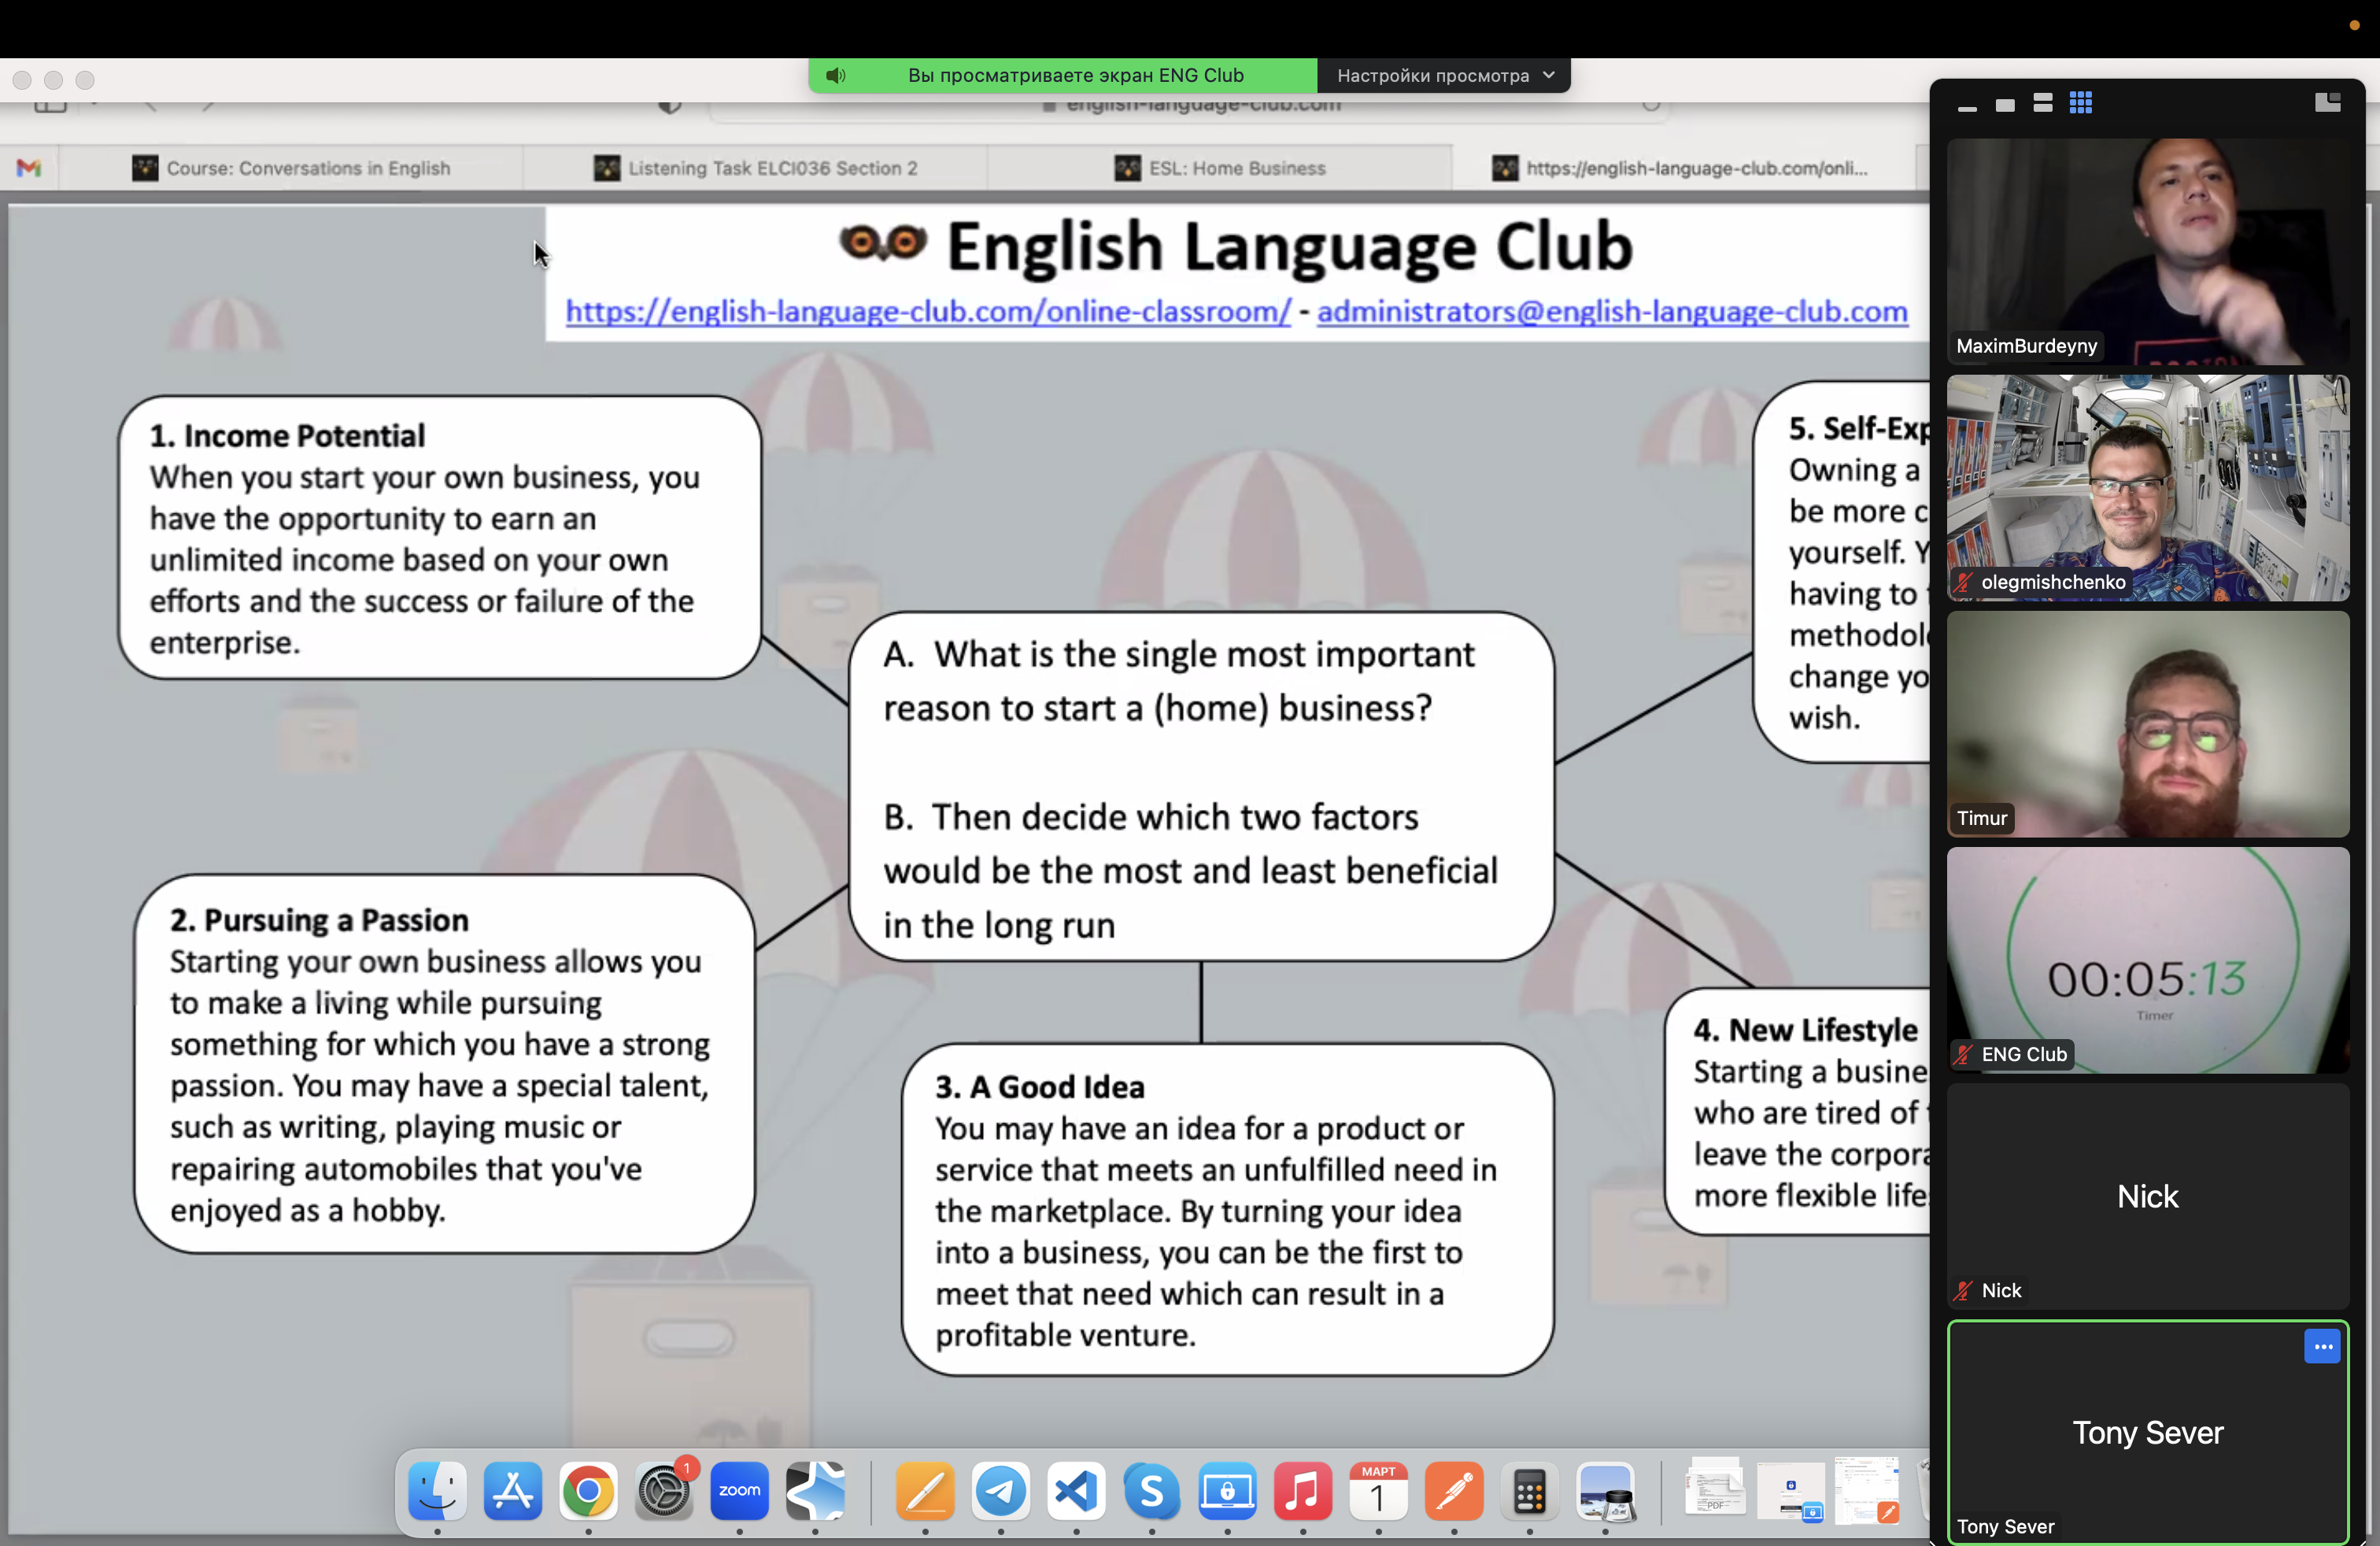 Вы просматриваете экран ENG Club
Настройки просмотра
english-language-club.com
Course: Conversations in English
Listening Task ELCI036 Section 2
ESL: Home Business
https://english-language-club.com/onli...
English Language Club
https://english-language-club.com/online-classroom/ - administrators@english-language-club.com
1. Income Potential
When you start your own business, you
have the opportunity to earn an
unlimited income based on your own
efforts and the success or failure of the
enterprise.
A. What is the single most important
reason to start a (home) business?
B. Then decide which two factors
would be the most and least beneficial
in the long run
2. Pursuing a Passion
Starting your own business allows you
to make a living while pursuing
something for which you have a strong
passion. You may have a special talent,
such as writing, playing music or
repairing automobiles that you've
enjoyed as a hobby.
3. A Good Idea
You may have an idea for a product or
service that meets an unfulfilled need in
the marketplace. By turning your idea
into a business, you can be the first to
meet that need which can result in a
profitable venture.
5. Self-Exp
Owning a
be more c
yourself. Y
having to
methodol
change yo
wish.
4. New Lifestyle
Starting a busine
who are tired of
leave the corpora
more flexible life
MaximBurdeyny
olegmishchenko
Timur
00:05:13
Timer
ENG Club
Nick
Nick
Tony Sever
Tony Sever
1
zoom
МАРТ
1
PDF